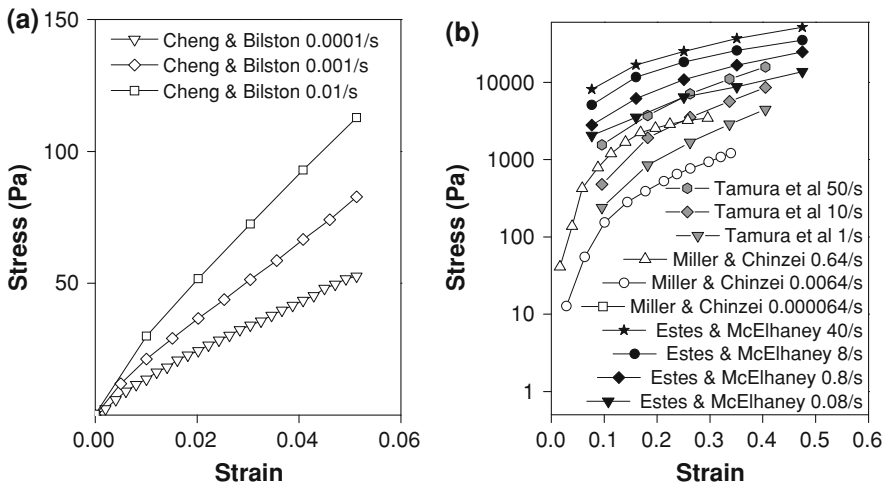 (a)
150
100
50
Stress (Pa)
Cheng & Bilston 0.0001/s
Cheng & Bilston 0.001/s
Cheng & Bilston 0.01/s
0.00 0.02 0.04 0.06
Strain
(b)
10000
1000
100
10
1
Stress (Pa)
Tamura et al 50/s
Tamura et al 10/s
Tamura et al 1/s
Miller & Chinzei 0.64/s
Miller & Chinzei 0.0064/s
Miller & Chinzei 0.000064/s
Estes & McElhaney 40/s
Estes & McElhaney 8/s
Estes & McElhaney 0.8/s
Estes & McElhaney 0.08/s
0.0 0.1 0.2 0.3 0.4 0.5 0.6
Strain